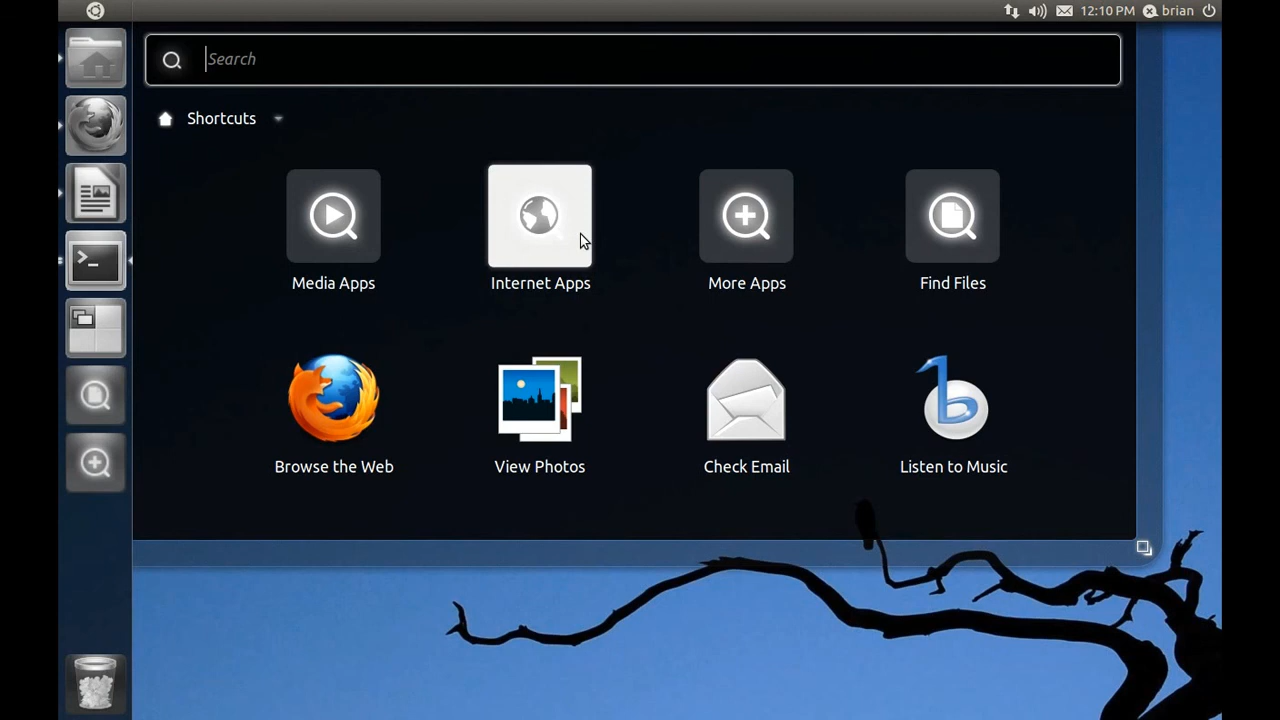 12:10 PM brian
Search
Shortcuts
Media Apps
Internet Apps
More Apps
Find Files
Browse the Web
View Photos
Check Email
Listen to Music